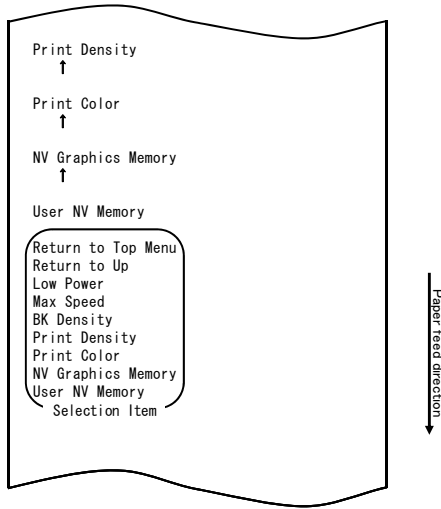 Print Density
↑
Print Color
↑
NV Graphics Memory
↑
User NV Memory
Return to Top Menu
Return to Up
Low Power
Max Speed
BK Density
Print Density
Print Color
NV Graphics Memory
User NV Memory
Selection Item
Paper feed direction